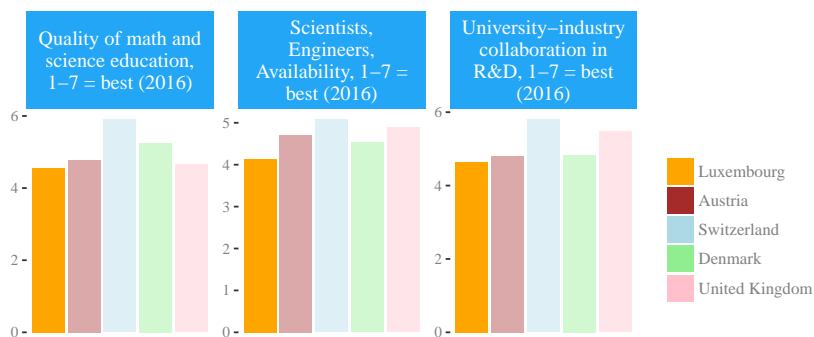 Quality of math and
science education,
1–7 = best (2016)
Scientists,
Engineers,
Availability, 1–7 =
best (2016)
University–industry
collaboration in
R&D, 1–7 = best
(2016)
6
4
2
0
5
4
3
2
1
0
6
4
2
0
Luxembourg
Austria
Switzerland
Denmark
United Kingdom